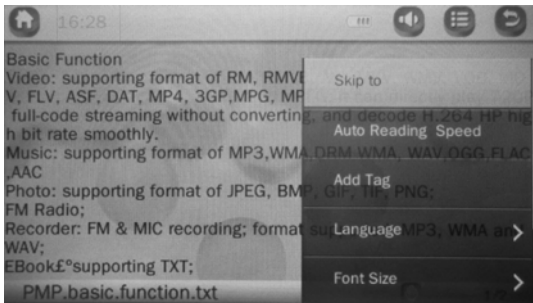 16:28
Basic Function
Video: supporting format of RM, RMVB
V, FLV, ASF, DAT, MP4, 3GP,MPG, MP
full-code streaming without converting, and decode H.264 HP hig
h bit rate smoothly.
Music: supporting format of MP3,WMA,DRM WMA, WAV,OGG,FLAC
,AAC
Photo: supporting format of JPEG, BMP, GIF, TIF, PNG;
FM Radio;
Recorder: FM & MIC recording; format supporting MP3, WMA and
WAV;
EBook£ºsupporting TXT;
PMP.basic.function.txt
Skip to
Auto Reading Speed
Add Tag
Language
Font Size